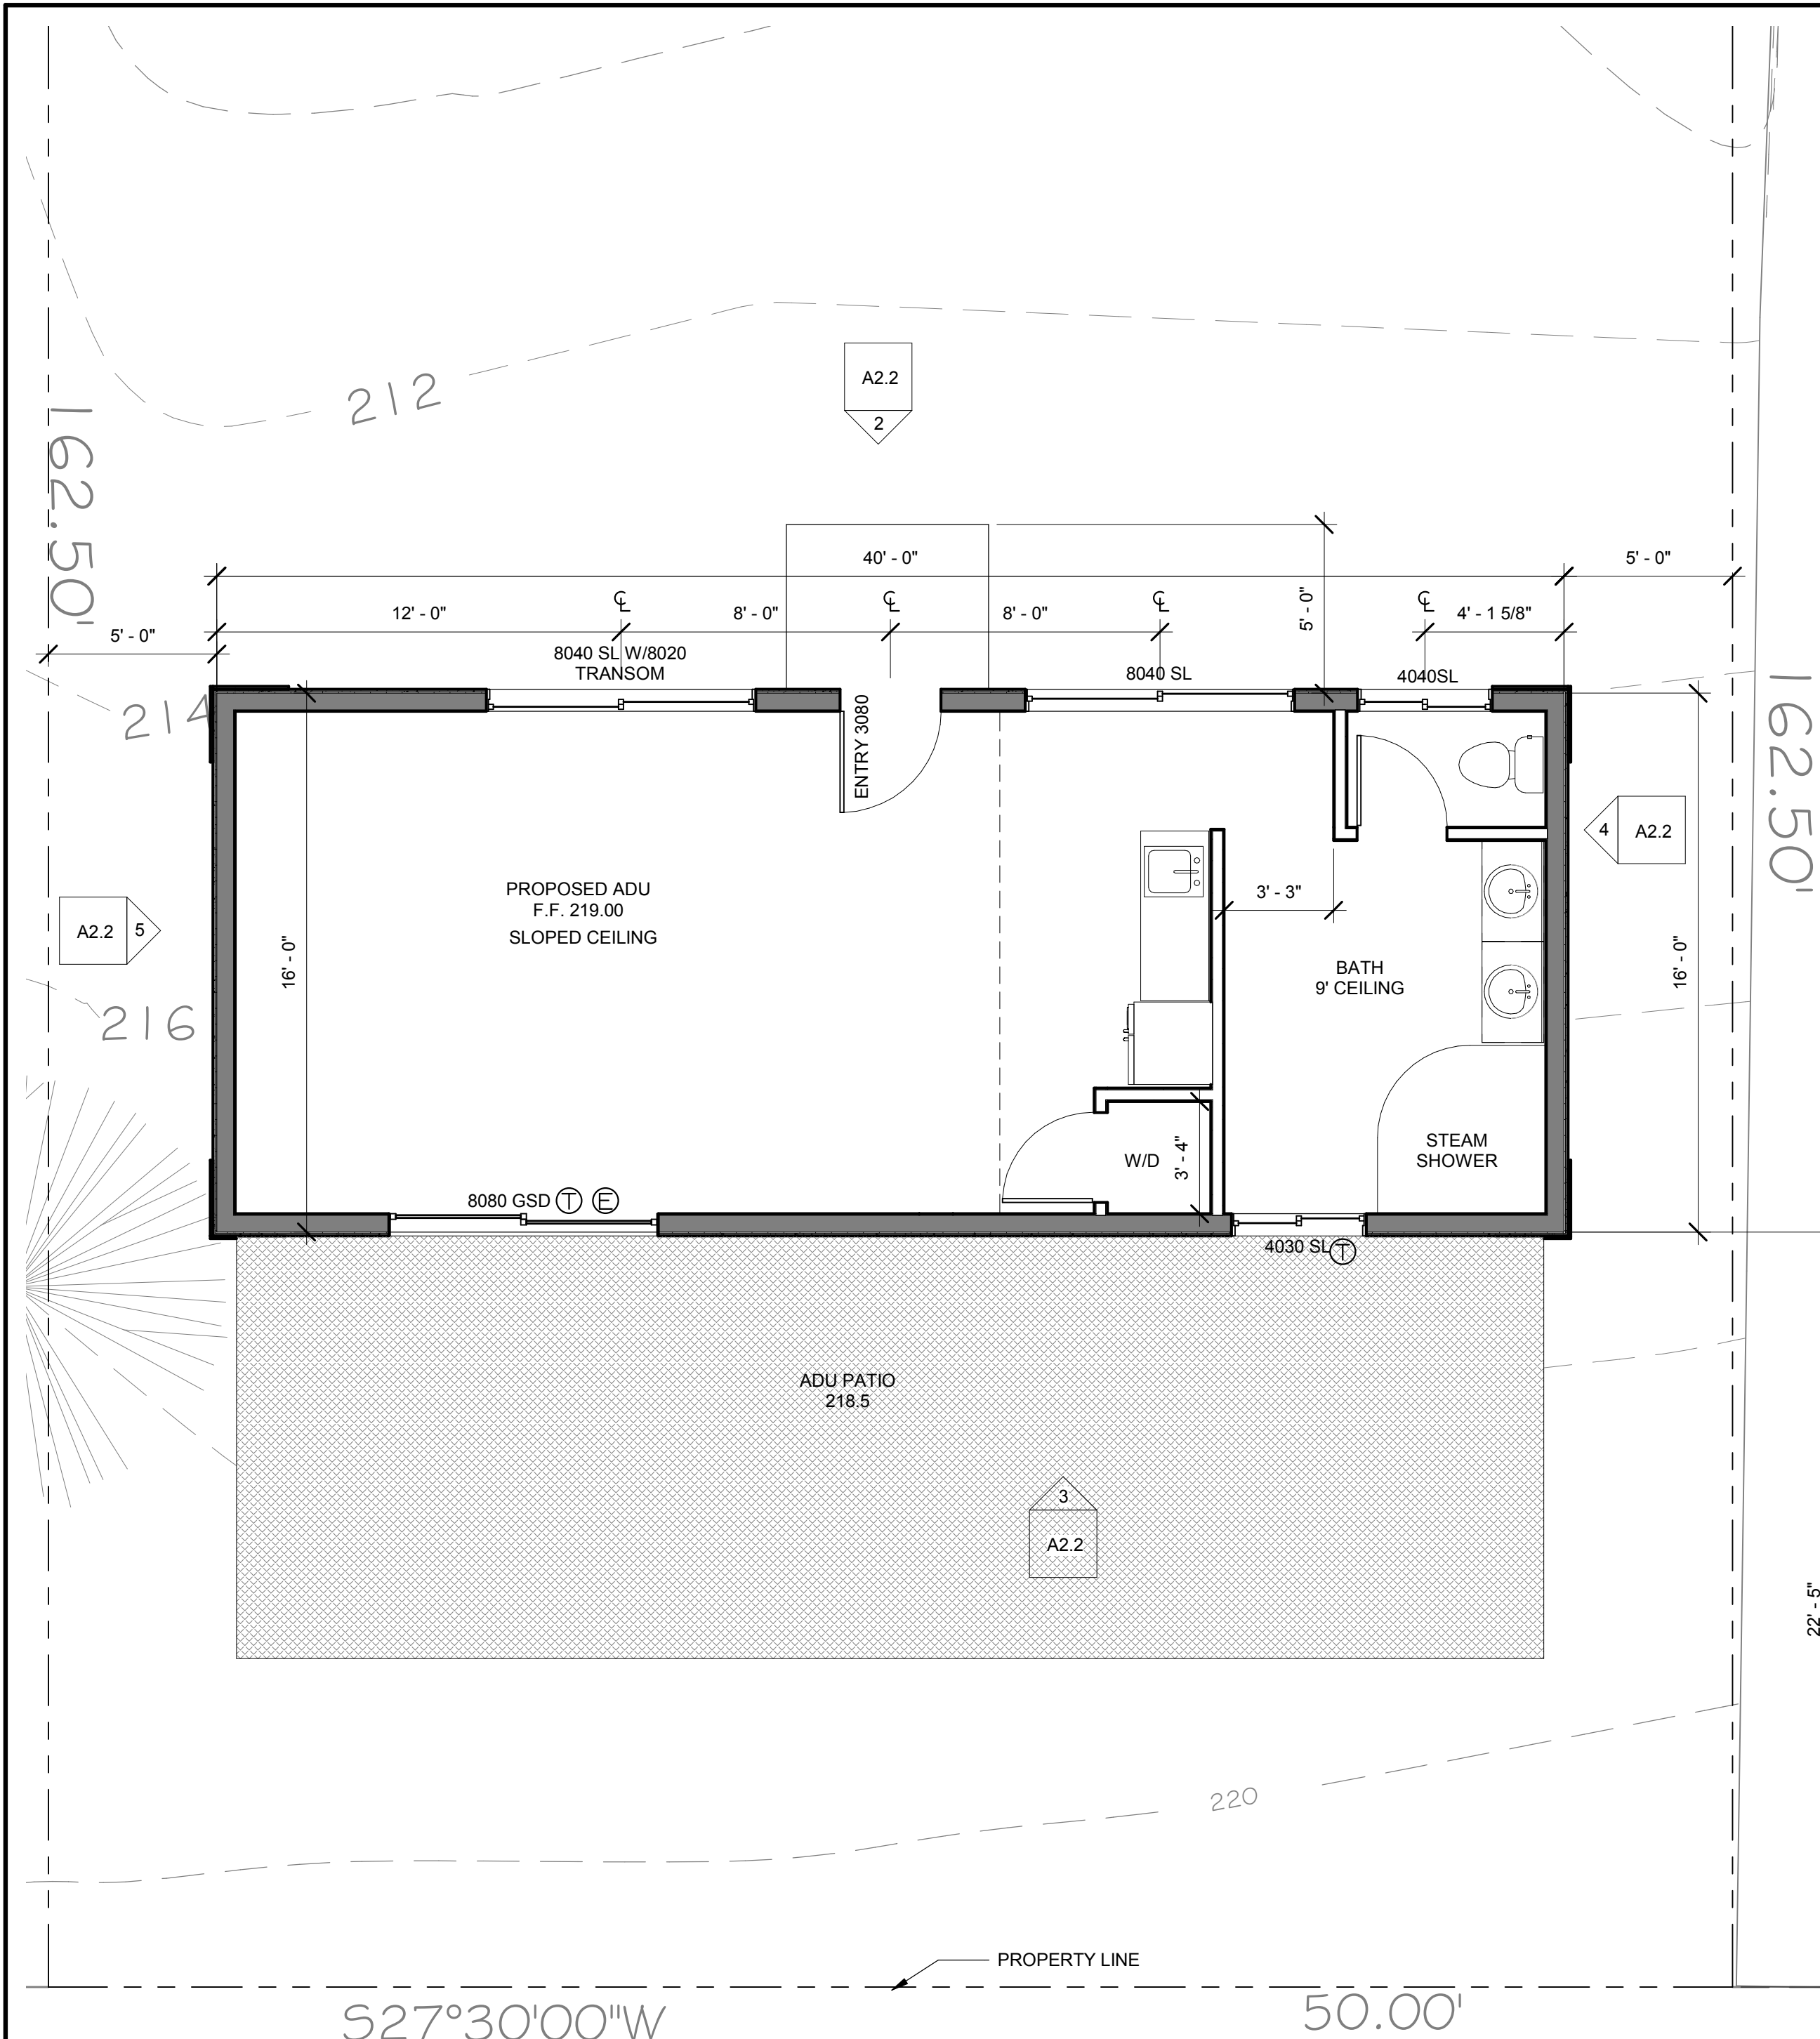 212
A2.2
2
162.50'
40' - 0"
5' - 0"
℄
℄
℄
℄
12' - 0"
8' - 0"
8' - 0"
5' - 0"
4' - 1 5/8"
5' - 0"
8040 SL W/8020
TRANSOM
8040 SL
4040SL
214
162.50'
ENTRY 3080
4
A2.2
PROPOSED ADU
F.F. 219.00
SLOPED CEILING
3' - 3"
A2.2
5
16' - 0"
BATH
9' CEILING
16' - 0"
216
STEAM
SHOWER
W/D
3' - 4"
8080 GSD T E
4030 SL T
ADU PATIO
218.5
3
A2.2
22' - 5"
220
PROPERTY LINE
S27°30'00"W
50.00'